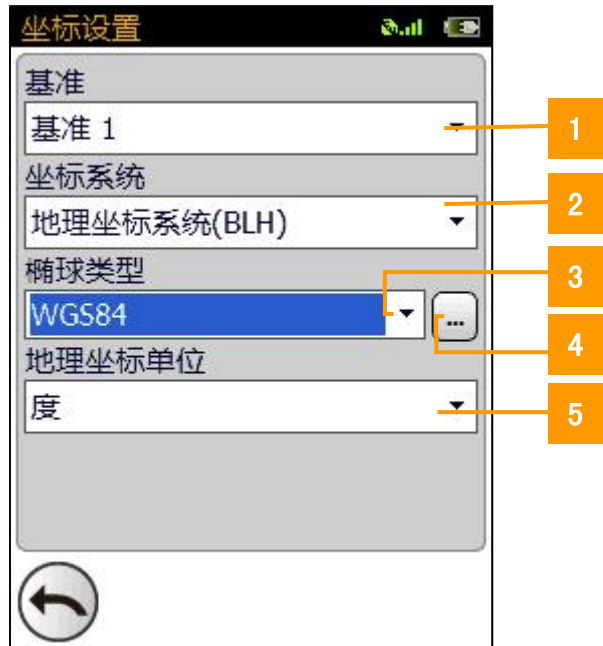 坐标设置
基准
基准 1
1
坐标系统
2
地理坐标系统(BLH)
椭球类型
3
WGS84
...
4
地理坐标单位
度
5